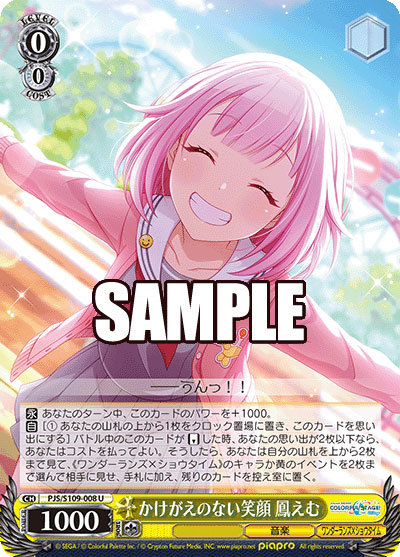 LEVEL
0
0
COST
SAMPLE
――うんっ！！
永 あなたのターン中、このカードのパワーを＋1000。
自 [① あなたの山札の上から1枚をクロック置場に置き、このカードを思
い出にする] バトル中のこのカードが した時、あなたの思い出が2枚以下なら、
あなたはコストを払ってよい。そうしたら、あなたは自分の山札を上から2
枚まで見て、《ワンダーランズ×ショウタイム》のキャラか黄のイベントを2枚ま
で選んで相手に見せ、手札に加え、残りのカードを控え室に置く。
CH
PJS/S109-008 U
COLORFUL STAGE!
POWER
1000
SOUL
かけがえのない笑顔 鳳えむ
音楽
ワンダーランズ×ショウタイム
© SEGA / © Colorful Palette Inc. / © Crypton Future Media, INC. www.piapro.net piapro All rights reserved.